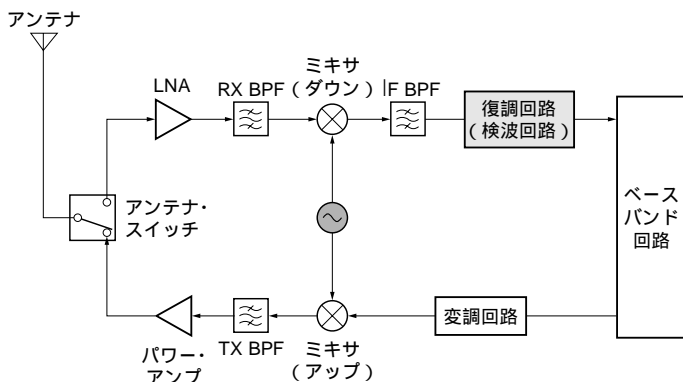 アンテナ
LNA
RX BPF
ミキサ
(ダウン)
IF BPF
復調回路
(検波回路)
ベース
バンド
回路
アンテナ・
スイッチ
パワー・
アンプ
TX BPF
ミキサ
(アップ)
変調回路